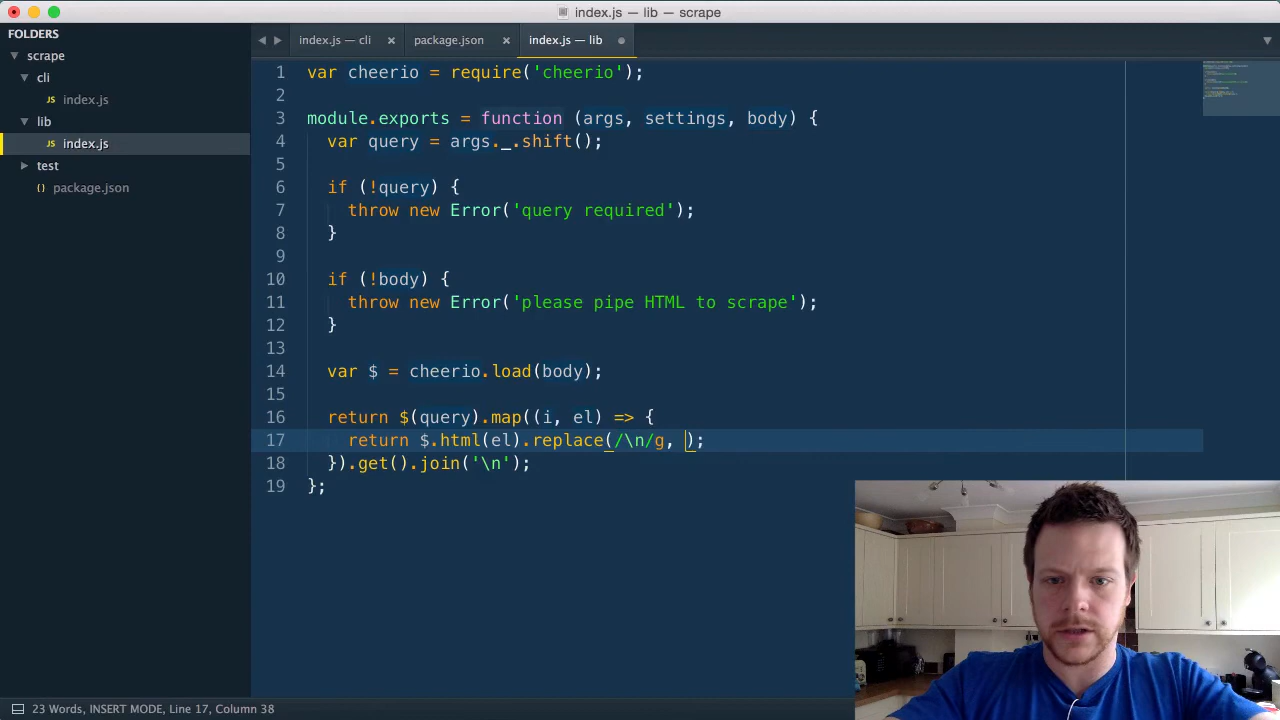 index.js — lib — scrape
FOLDERS
scrape
cli
index.js
lib
index.js
test
package.json
index.js — cli
package.json
index.js — lib
1 var cheerio = require('cheerio');
2
3 module.exports = function (args, settings, body) {
4 var query = args._.shift();
5
6 if (!query) {
7 throw new Error('query required');
8 }
9
10 if (!body) {
11 throw new Error('please pipe HTML to scrape');
12 }
13
14 var $ = cheerio.load(body);
15
16 return $(query).map((i, el) => {
17 return $.html(el).replace(/\n/g, );
18 }).get().join('\n');
19 };
23 Words, INSERT MODE, Line 17, Column 38